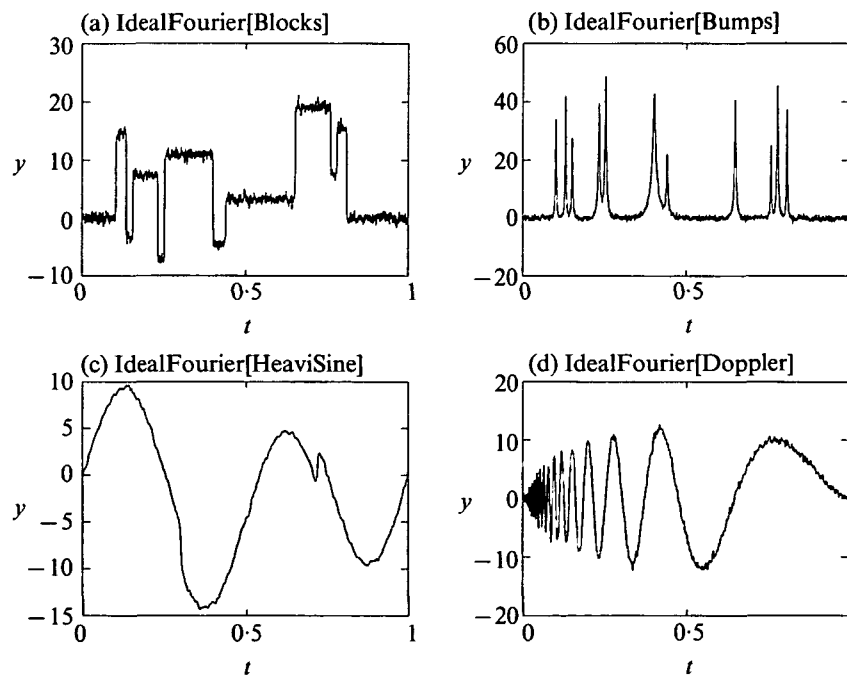 (a) IdealFourier[Blocks]
30
20
10
0
−10
y
0
0·5
1
t
(b) IdealFourier[Bumps]
60
40
20
0
−20
y
0
0·5
t
(c) IdealFourier[HeaviSine]
10
5
0
−5
−10
−15
y
0
0·5
1
t
(d) IdealFourier[Doppler]
20
10
0
−10
−20
y
0
0·5
t